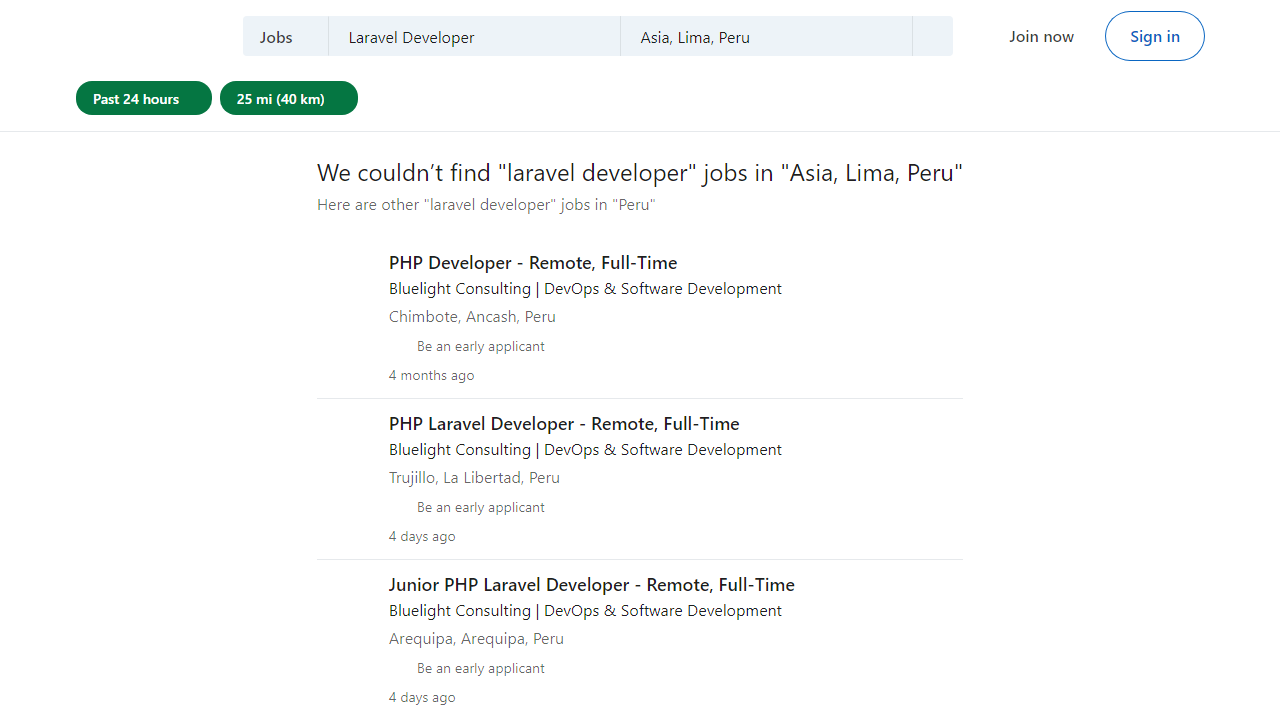 Jobs
Laravel Developer
Asia, Lima, Peru
Join now
Sign in
Past 24 hours
25 mi (40 km)
We couldn’t find "laravel developer" jobs in "Asia, Lima, Peru"
Here are other "laravel developer" jobs in "Peru"
PHP Developer - Remote, Full-Time
Bluelight Consulting | DevOps & Software Development
Chimbote, Ancash, Peru
Be an early applicant
4 months ago
PHP Laravel Developer - Remote, Full-Time
Bluelight Consulting | DevOps & Software Development
Trujillo, La Libertad, Peru
Be an early applicant
4 days ago
Junior PHP Laravel Developer - Remote, Full-Time
Bluelight Consulting | DevOps & Software Development
Arequipa, Arequipa, Peru
Be an early applicant
4 days ago